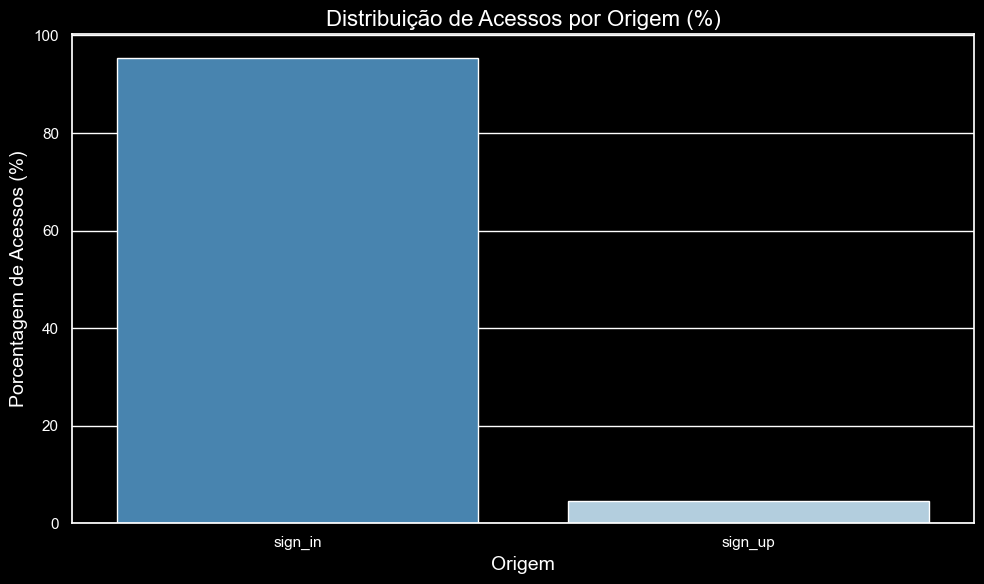 Distribuição de Acessos por Origem (%)
100
80
60
40
20
0
Porcentagem de Acessos (%)
sign_in
sign_up
Origem